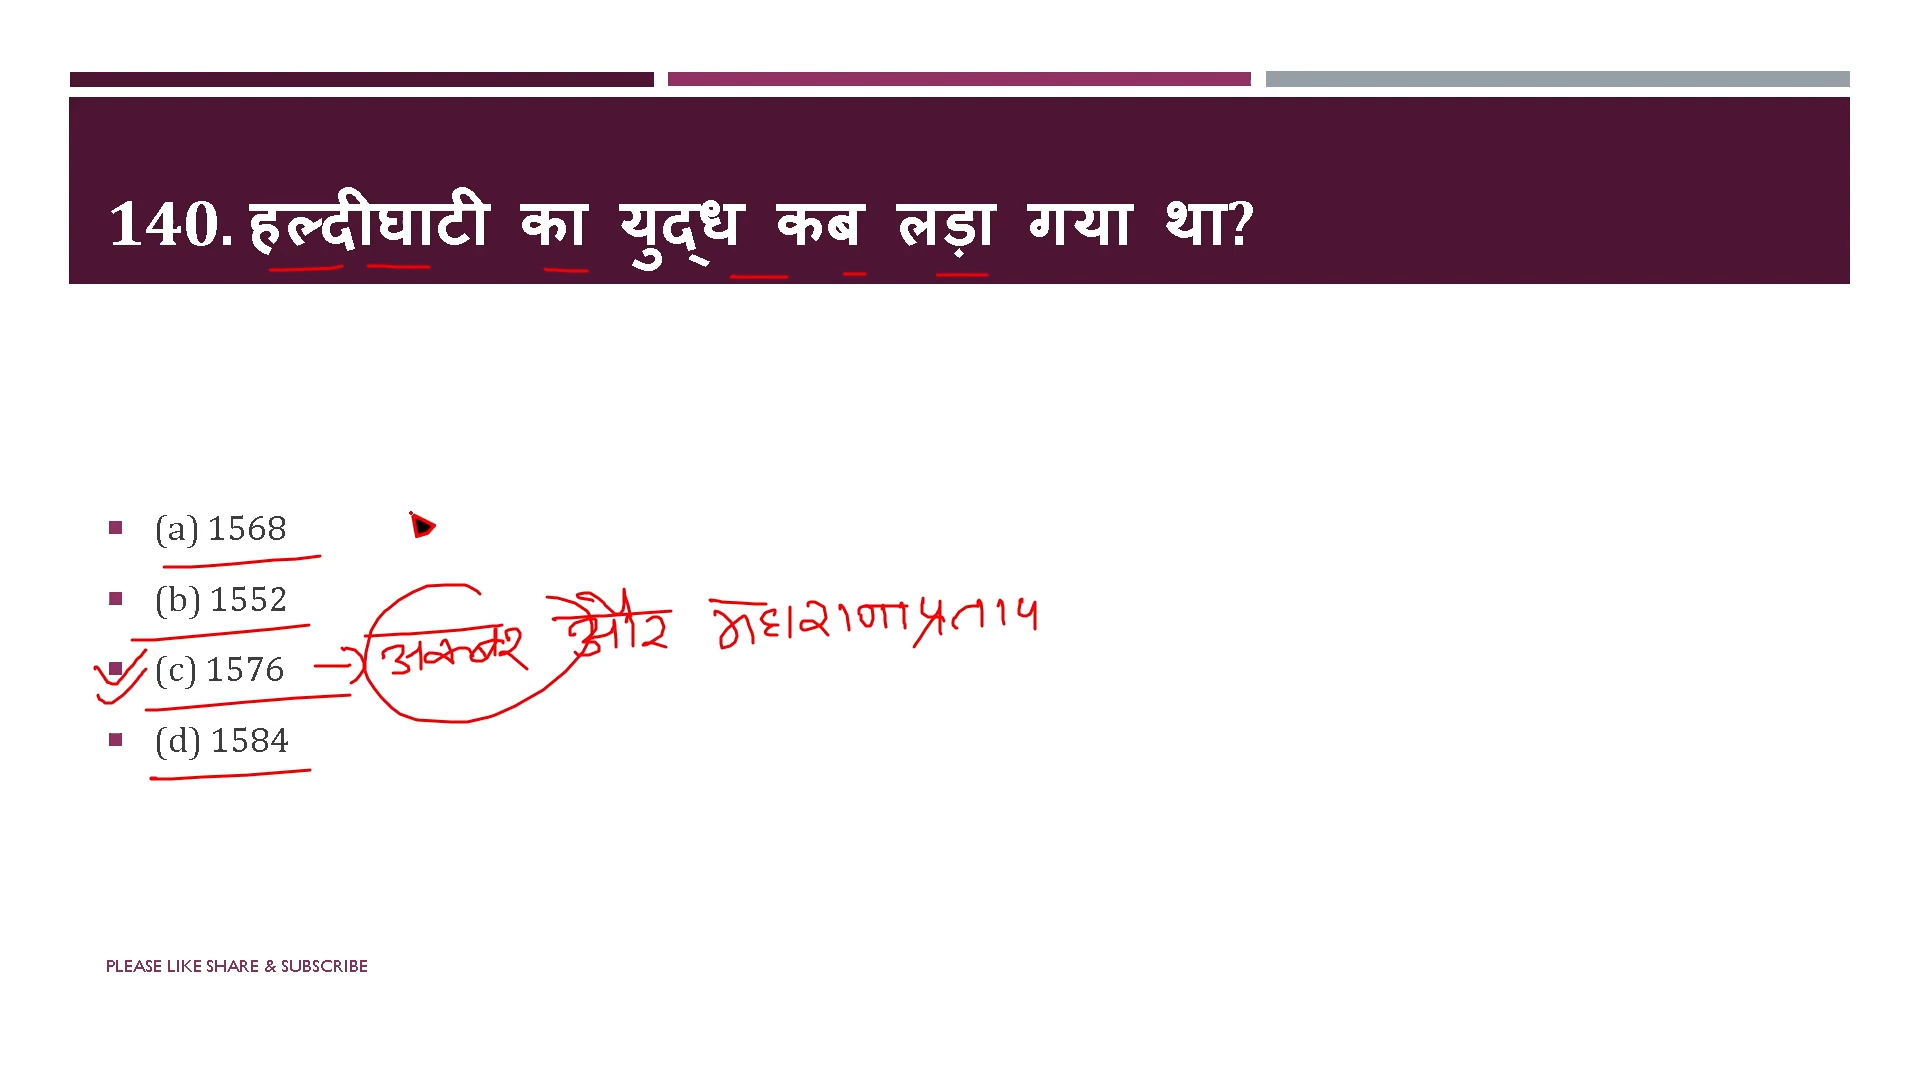 140. हल्दीघाटी का युद्ध कब लड़ा गया था?
(a) 1568
(b) 1552
अकबर और महाराणाप्रताप
(c) 1576
(d) 1584
PLEASE LIKE SHARE & SUBSCRIBE